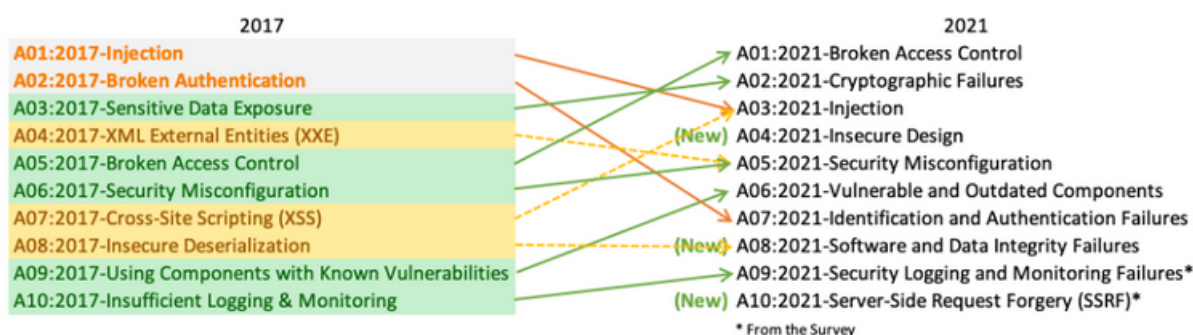 2017
A01:2017-Injection
A02:2017-Broken Authentication
A03:2017-Sensitive Data Exposure
A04:2017-XML External Entities (XXE)
A05:2017-Broken Access Control
A06:2017-Security Misconfiguration
A07:2017-Cross-Site Scripting (XSS)
A08:2017-Insecure Deserialization
A09:2017-Using Components with Known Vulnerabilities
A10:2017-Insufficient Logging & Monitoring
2021
A01:2021-Broken Access Control
A02:2021-Cryptographic Failures
A03:2021-Injection
(New) A04:2021-Insecure Design
A05:2021-Security Misconfiguration
A06:2021-Vulnerable and Outdated Components
A07:2021-Identification and Authentication Failures
(New) A08:2021-Software and Data Integrity Failures
A09:2021-Security Logging and Monitoring Failures*
(New) A10:2021-Server-Side Request Forgery (SSRF)*
* From the Survey